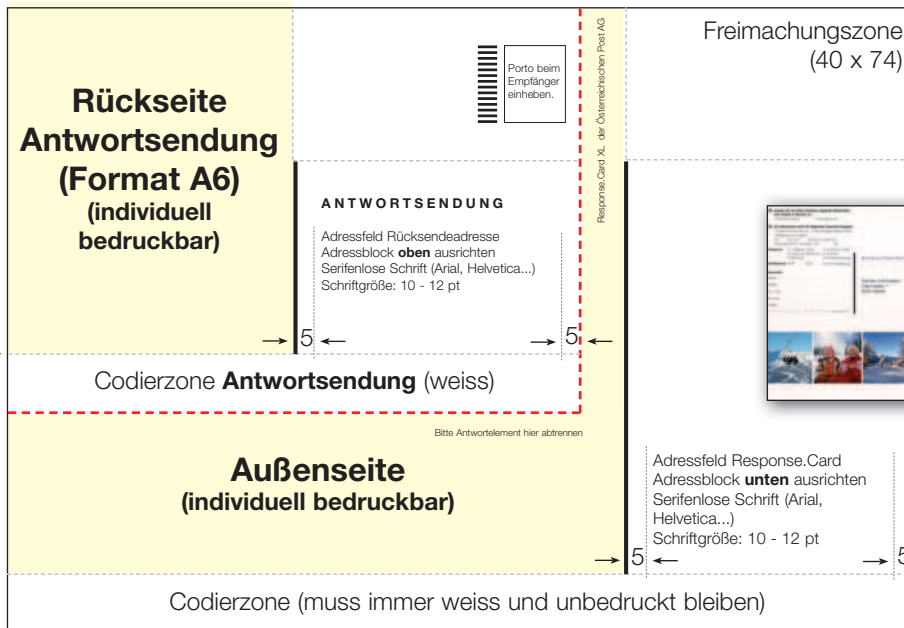 Rückseite
Antwortsendung
(Format A6)
(individuell
bedruckbar)
Porto beim
Empfänger
einheben.
Response.Card XL der Österreichischen Post AG
Freimachungszone
(40 x 74)
ANTWORTSENDUNG
Adressfeld Rücksendeadresse
Adressblock oben ausrichten
Serifenlose Schrift (Arial, Helvetica...)
Schriftgröße: 10 - 12 pt
5
5
Codierzone Antwortsendung (weiss)
Bitte Antwortelement hier abtrennen
Außenseite
(individuell bedruckbar)
Adressfeld Response.Card
Adressblock unten ausrichten
Serifenlose Schrift (Arial,
Helvetica...)
Schriftgröße: 10 - 12 pt
5
5
Codierzone (muss immer weiss und unbedruckt bleiben)